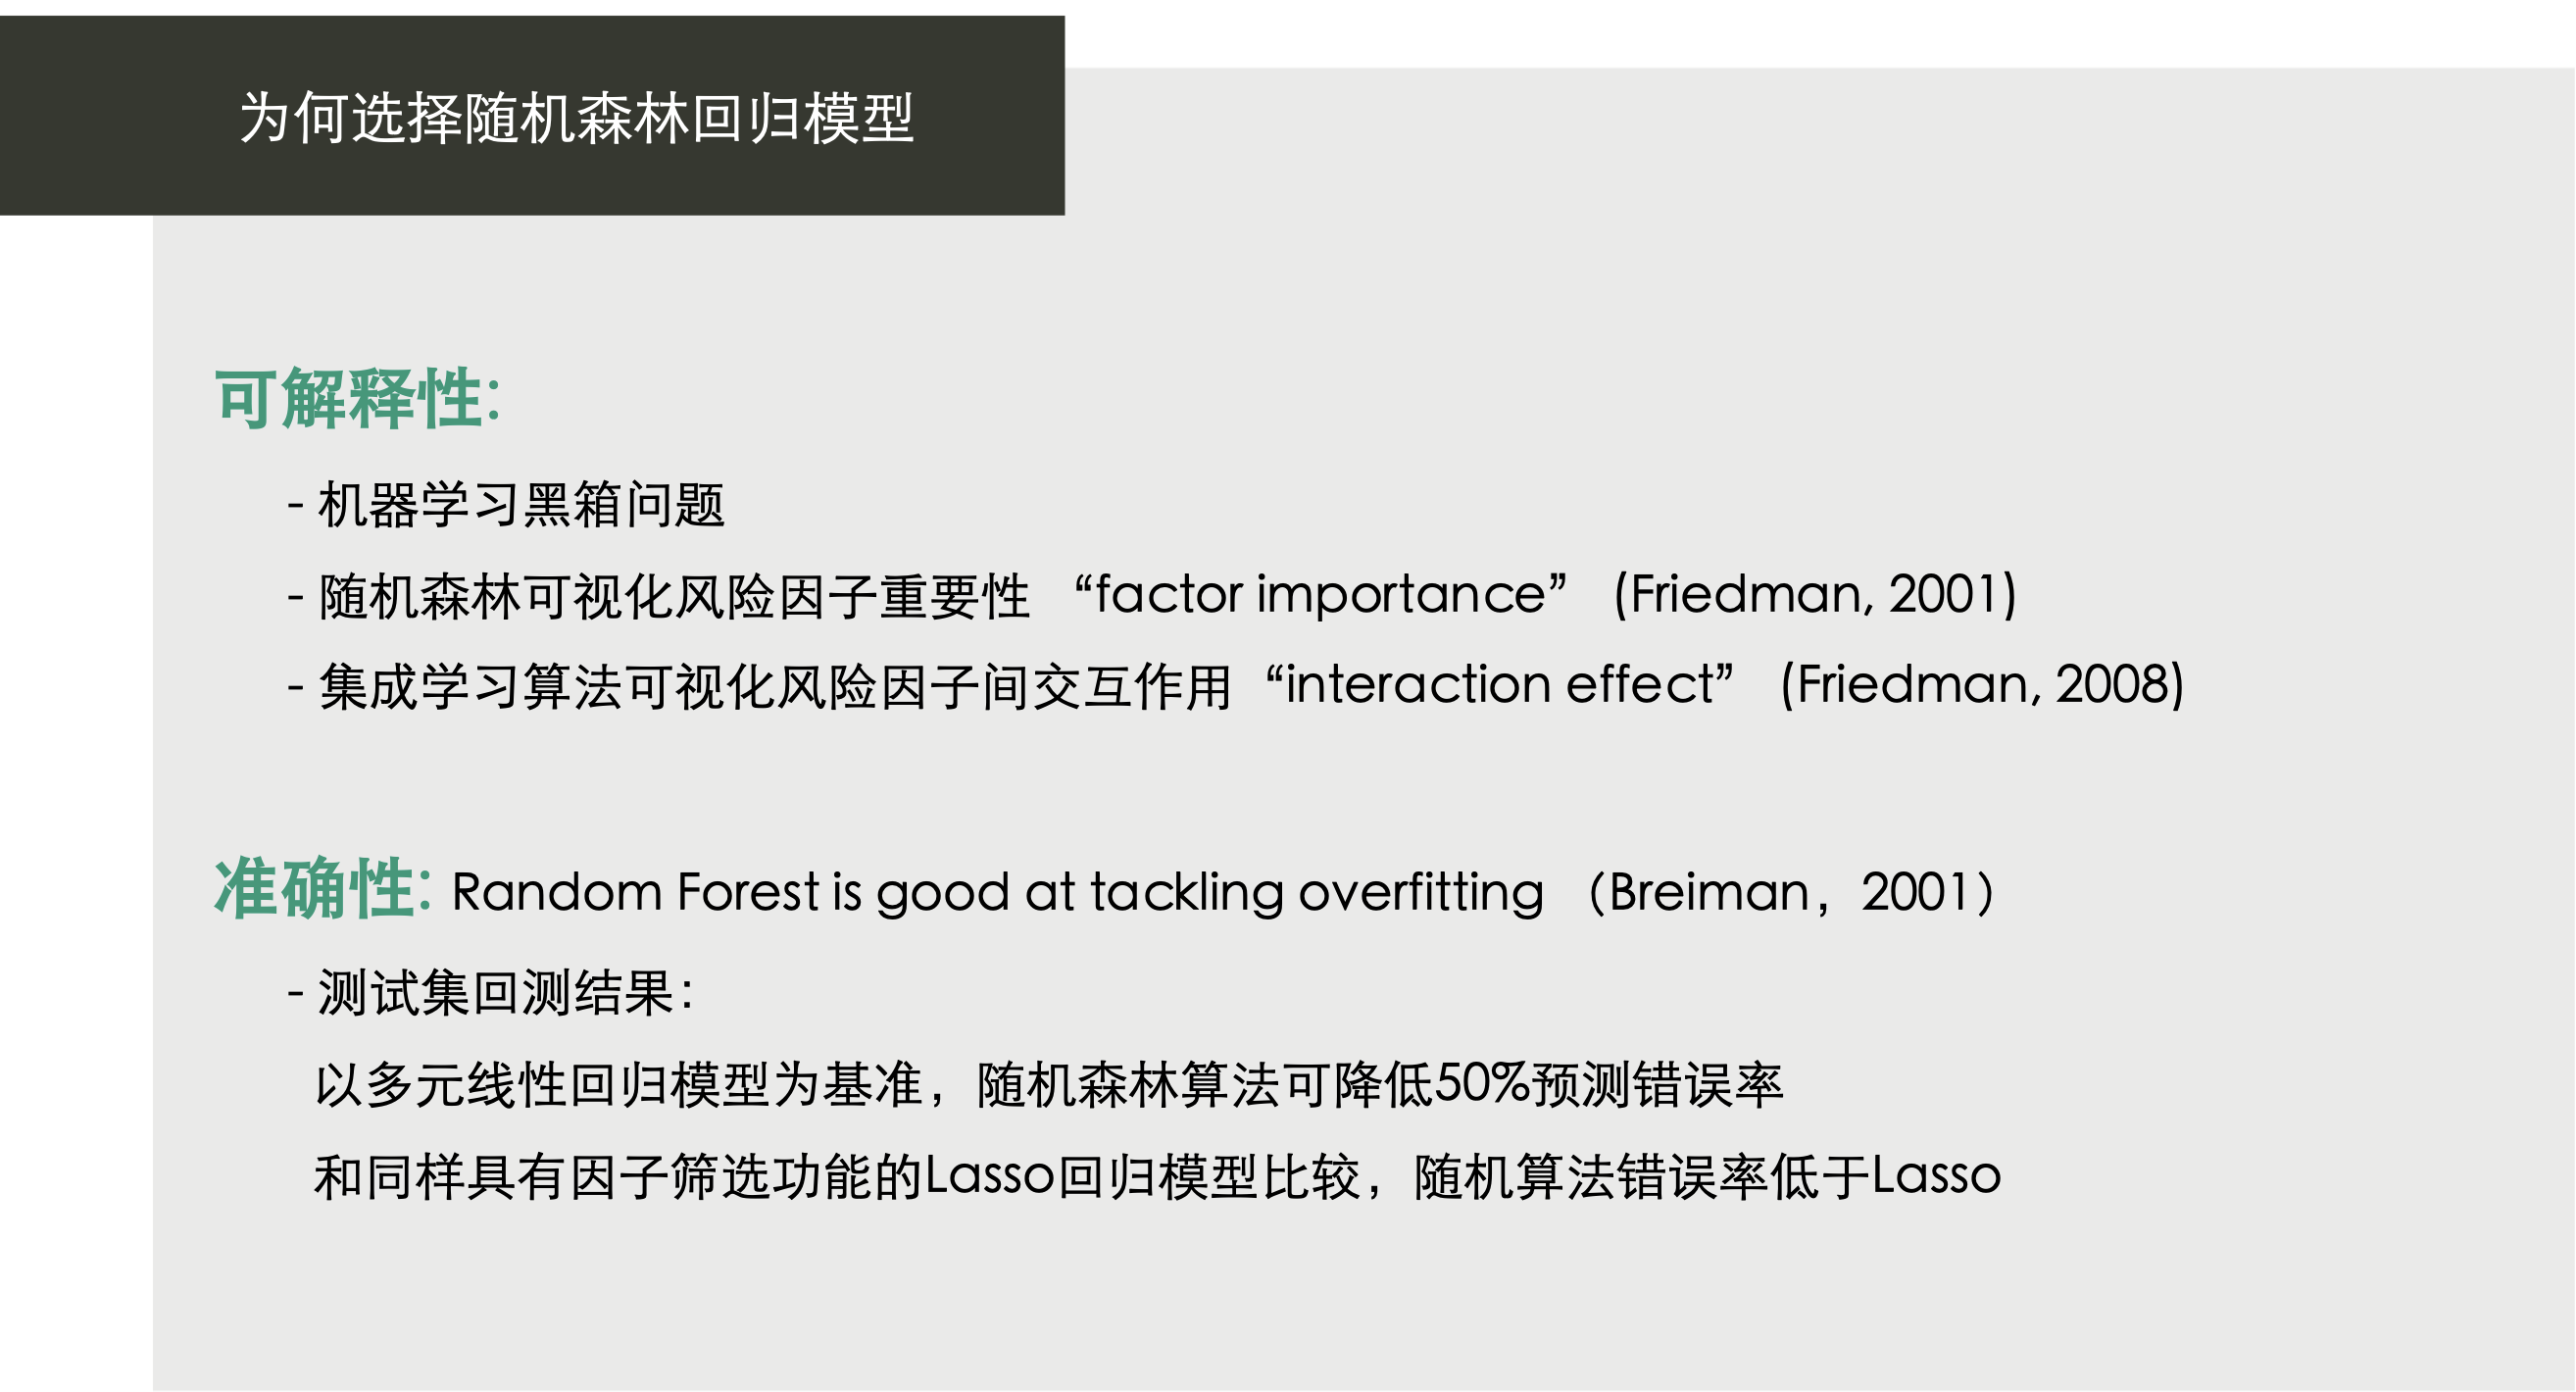 为何选择随机森林回归模型
可解释性:
- 机器学习黑箱问题
- 随机森林可视化风险因子重要性 “factor importance” (Friedman, 2001)
- 集成学习算法可视化风险因子间交互作用 “interaction effect” (Friedman, 2008)
准确性: Random Forest is good at tackling overfitting （Breiman，2001）
- 测试集回测结果：
以多元线性回归模型为基准，随机森林算法可降低50%预测错误率
和同样具有因子筛选功能的Lasso回归模型比较，随机算法错误率低于Lasso